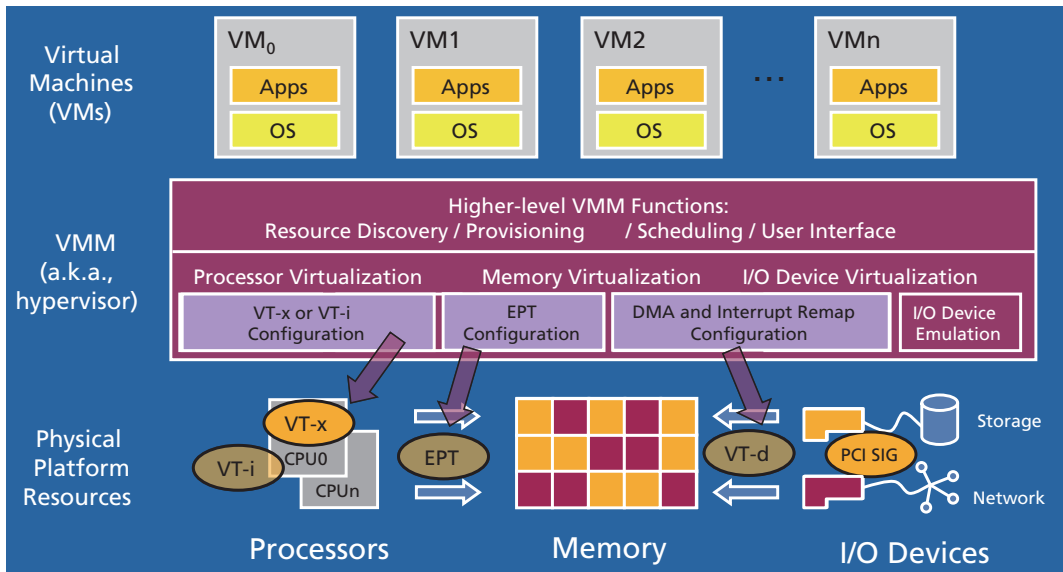 Virtual
Machines
(VMs)
VM0
Apps
OS
VM1
Apps
OS
VM2
Apps
OS
...
VMn
Apps
OS
VMM
(a.k.a.,
hypervisor)
Higher-level VMM Functions:
Resource Discovery / Provisioning / Scheduling / User Interface
Processor Virtualization
Memory Virtualization
I/O Device Virtualization
VT-x or VT-i
Configuration
EPT
Configuration
DMA and Interrupt Remap
Configuration
I/O Device
Emulation
Physical
Platform
Resources
VT-x
VT-i
CPU0
CPUn
EPT
VT-d
PCI SIG
Storage
Network
Processors
Memory
I/O Devices